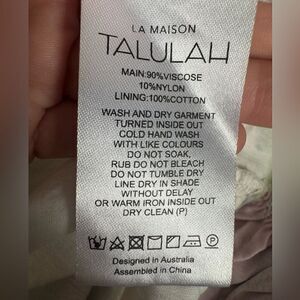 LA MAISON
TALULAH
MAIN:90%VISCOSE
10%NYLON
LINING:100%COTTON
WASH AND DRY GARMENT
TURNED INSIDE OUT
COLD HAND WASH
WITH LIKE COLOURS
DO NOT SOAK,
RUB DO NOT BLEACH
DO NOT TUMBLE DRY
LINE DRY IN SHADE
WITHOUT DELAY
OR WARM IRON INSIDE OUT
DRY CLEAN (P)
P
Designed in Australia
Assembled in China